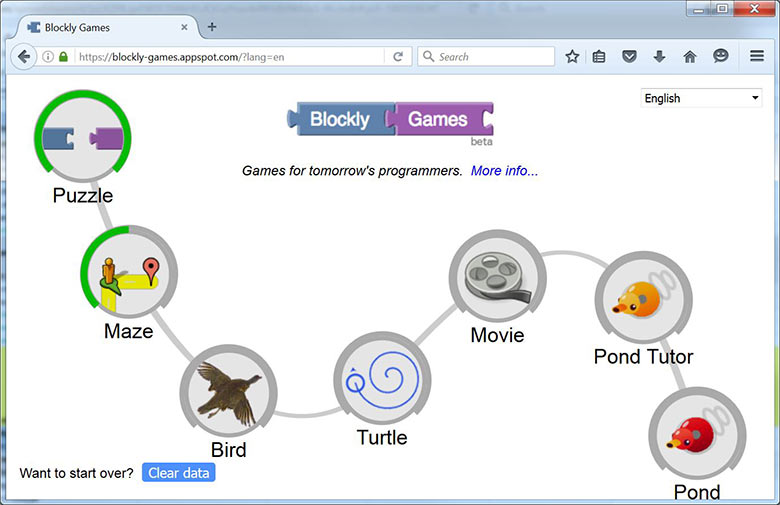 Blockly Games
https://blockly-games.appspot.com/?lang=en
Search
English
Blockly Games
beta
Games for tomorrow's programmers. More info...
Puzzle
Maze
Bird
Turtle
Movie
Pond Tutor
Pond
Want to start over? Clear data